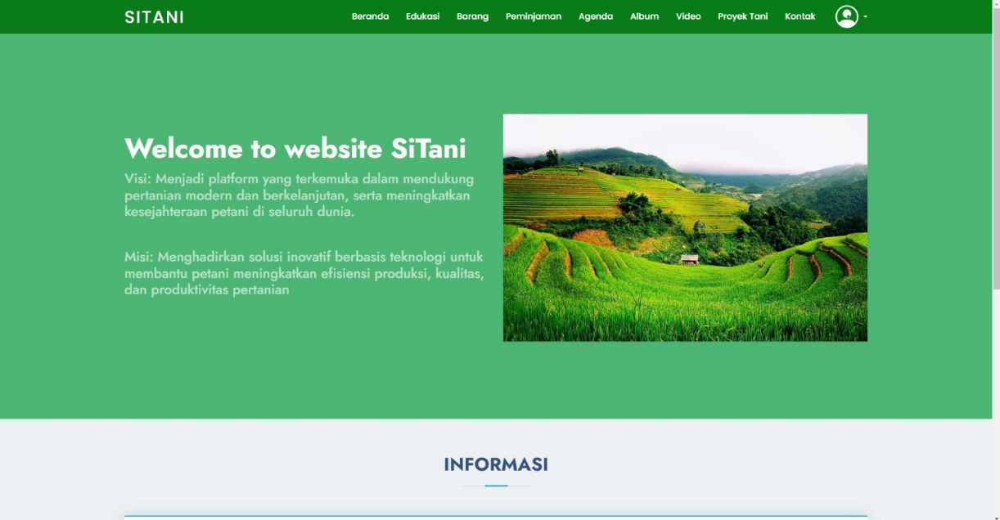 SITANI
Beranda Edukasi Barang Peminjaman Agenda Album Video Proyek Tani Kontak
Welcome to website SiTani
Visi: Menjadi platform yang terkemuka dalam mendukung
pertanian modern dan berkelanjutan, serta meningkatkan
kesejahteraan petani di seluruh dunia.
Misi: Menghadirkan solusi inovatif berbasis teknologi untuk
membantu petani meningkatkan efisiensi produksi, kualitas,
dan produktivitas pertanian
INFORMASI